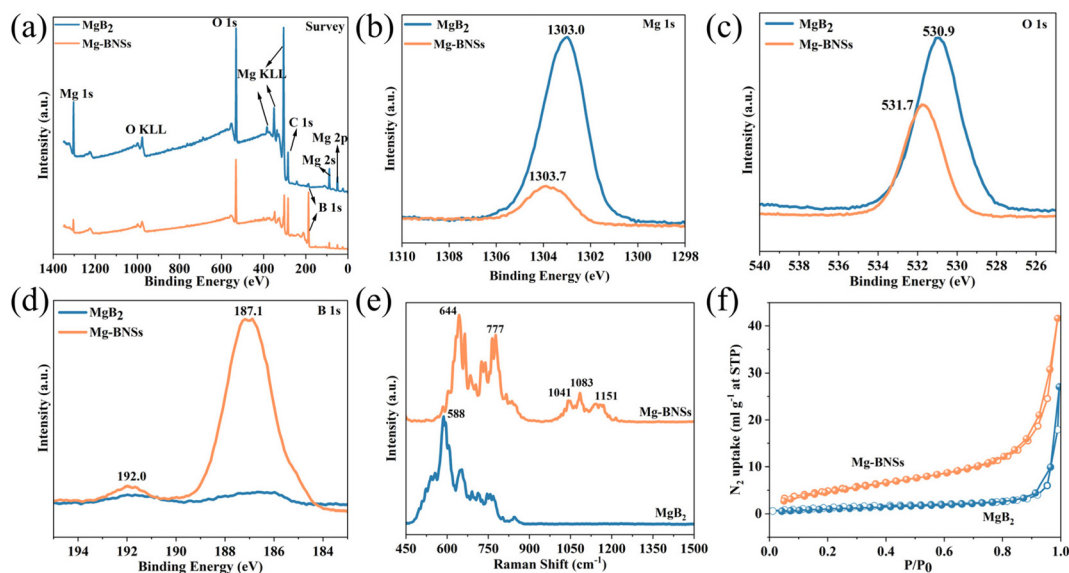 (a)
MgB₂
Mg-BNSs
O 1s
Survey
Mg KLL
Mg 1s
O KLL
C 1s
Mg 2p
Mg 2s
B 1s
Intensity (a.u.)
1400 1200 1000 800 600 400 200 0
Binding Energy (eV)
(b)
MgB₂
Mg-BNSs
1303.0
Mg 1s
1303.7
Intensity (a.u.)
1310 1308 1306 1304 1302 1300 1298
Binding Energy (eV)
(c)
MgB₂
Mg-BNSs
530.9
O 1s
531.7
Intensity (a.u.)
540 538 536 534 532 530 528 526
Binding Energy (eV)
(d)
MgB₂
Mg-BNSs
187.1
B 1s
192.0
Intensity (a.u.)
194 192 190 188 186 184
Binding Energy (eV)
(e)
644
777
1041 1083 1151
Mg-BNSs
588
MgB₂
Intensity (a.u.)
450 600 750 900 1050 1200 1350 1500
Raman Shift (cm⁻¹)
(f)
40
30
20
10
0
Mg-BNSs
MgB₂
N₂ uptake (ml g⁻¹ at STP)
0.0 0.2 0.4 0.6 0.8 1.0
P/P₀